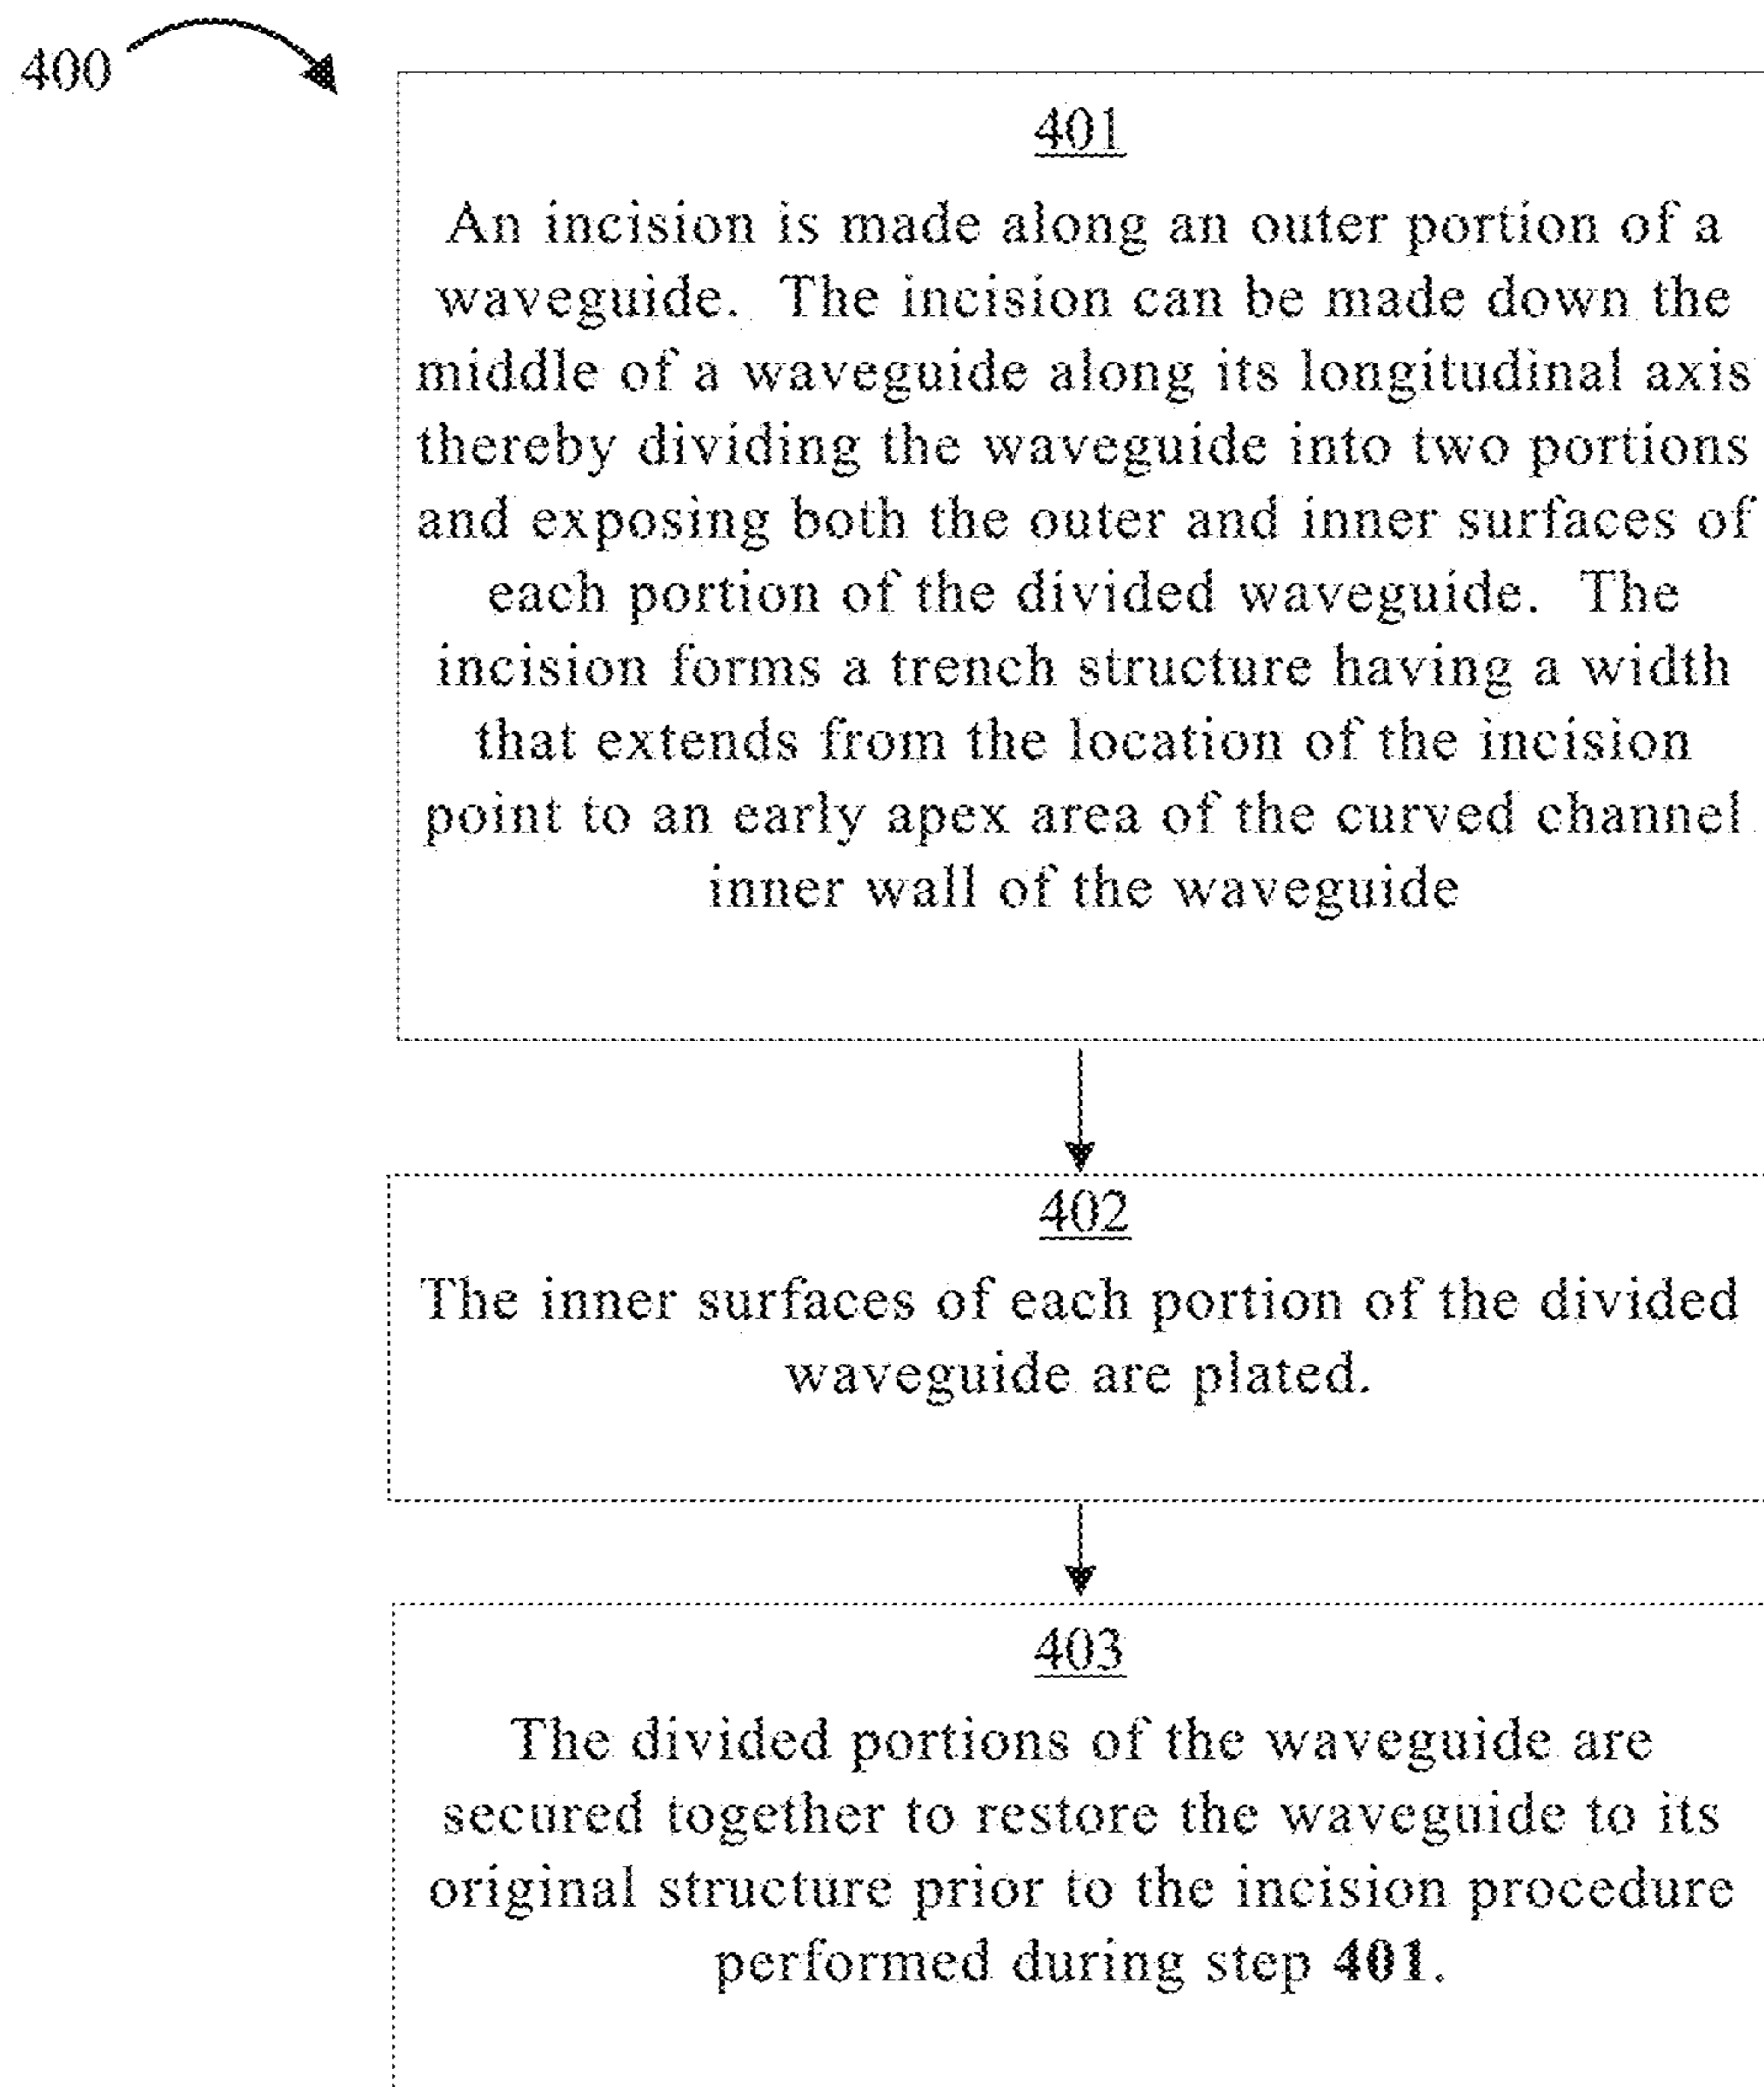 400
401
An incision is made along an outer portion of a
waveguide. The incision can be made down the
middle of a waveguide along its longitudinal axis
thereby dividing the waveguide into two portions
and exposing both the outer and inner surfaces of
each portion of the divided waveguide. The
incision forms a trench structure having a width
that extends from the location of the incision
point to an early apex area of the curved channel
inner wall of the waveguide
402
The inner surfaces of each portion of the divided
waveguide are plated.
403
The divided portions of the waveguide are
secured together to restore the waveguide to its
original structure prior to the incision procedure
performed during step 401.